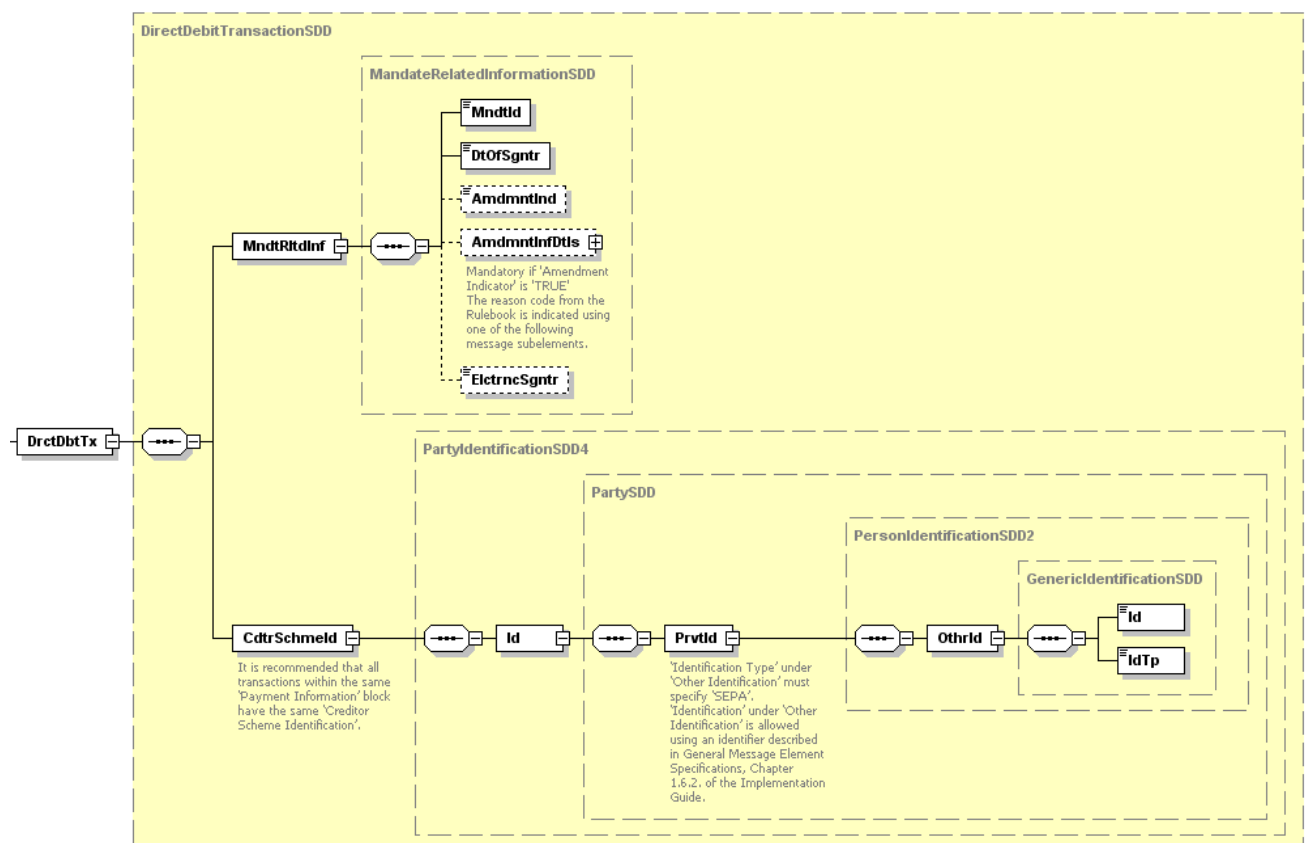 DirectDebitTransactionSDD
MandateRelatedInformationSDD
MndtId
DtOfSgntr
AmdmntInd
MndtRltdInf
AmdmntInfDtls
Mandatory if 'Amendment
Indicator' is 'TRUE'
The reason code from the
Rulebook is indicated using
one of the following
message subelements.
ElctrncSgntr
DrctDbtTx
PartyIdentificationSDD4
PartySDD
PersonIdentificationSDD2
GenericIdentificationSDD
CdtrSchmeId
It is recommended that all
transactions within the same
'Payment Information' block
have the same 'Creditor
Scheme Identification'.
Id
PrvtId
'Identification Type' under
'Other Identification' must
specify 'SEPA'.
'Identification' under 'Other
Identification' is allowed
using an identifier described
in General Message Element
Specifications, Chapter
1.6.2. of the Implementation
Guide.
OthrId
Id
IdTp